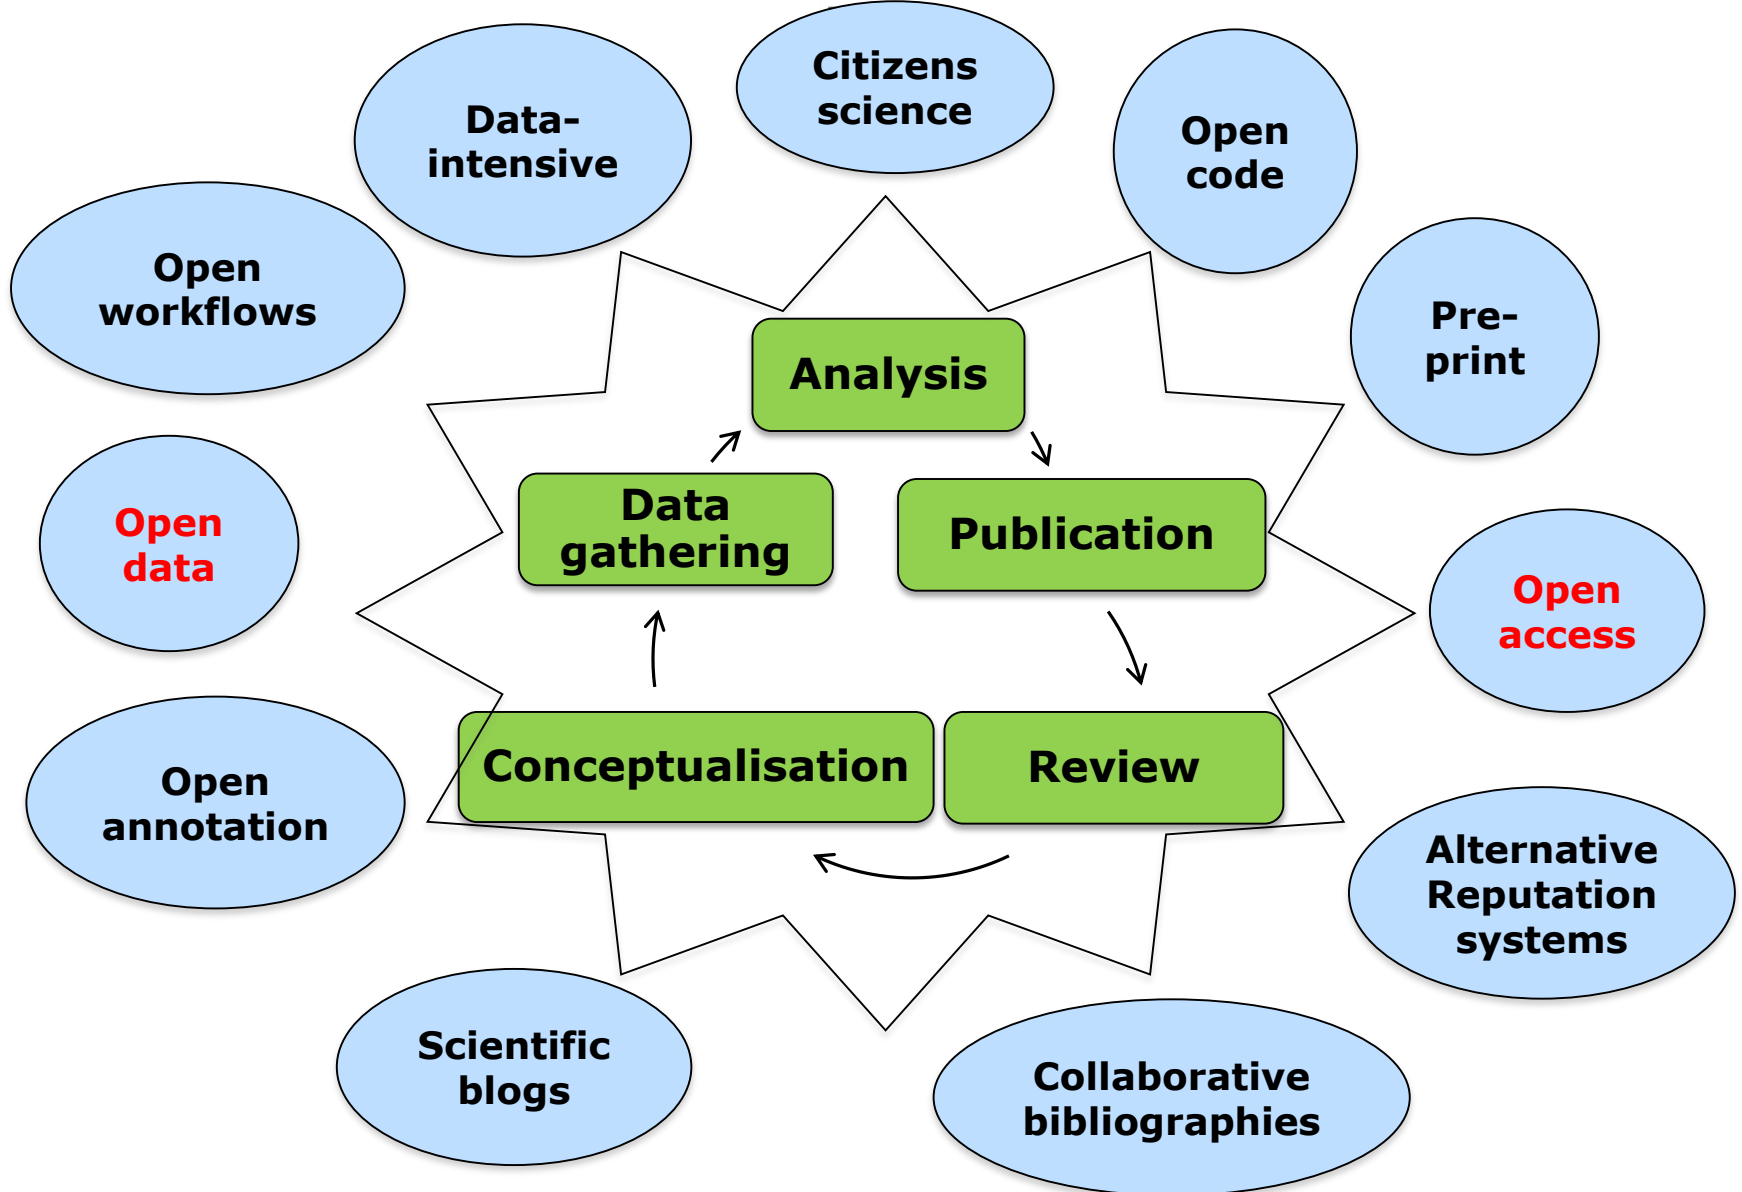 Citizens
science
Data-
intensive
Open
code
Open
workflows
Pre-
print
Analysis
Data
gathering
Publication
Open
data
Open
access
Conceptualisation
Review
Open
annotation
Alternative
Reputation
systems
Scientific
blogs
Collaborative
bibliographies